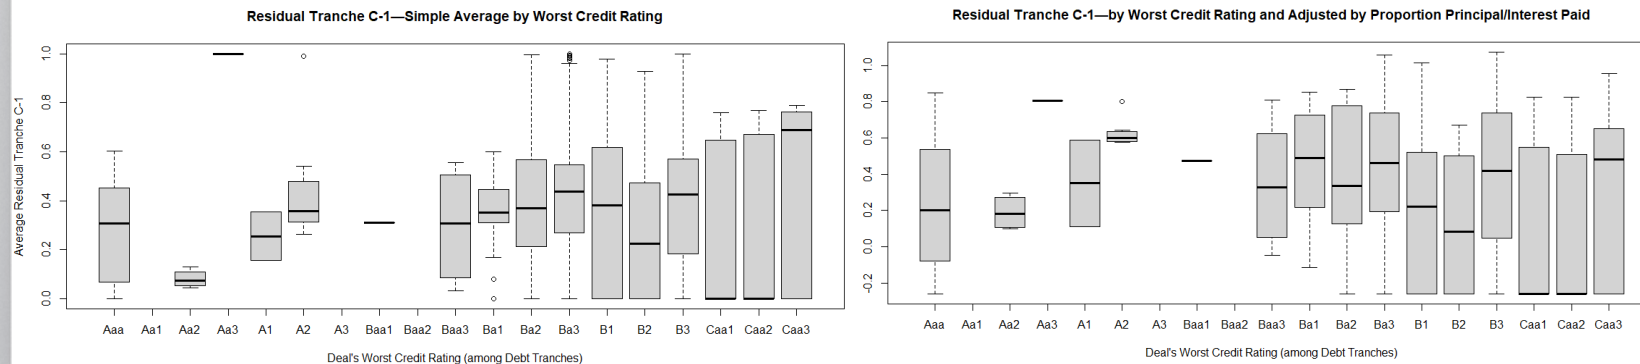 Residual Tranche C-1—Simple Average by Worst Credit Rating
Average Residual Tranche C-1
1.0
0.8
0.6
0.4
0.2
0.0
Aaa Aa1 Aa2 Aa3 A1 A2 A3 Baa1 Baa2 Baa3 Ba1 Ba2 Ba3 B1 B2 B3 Caa1 Caa2 Caa3
Deal's Worst Credit Rating (among Debt Tranches)
Residual Tranche C-1—by Worst Credit Rating and Adjusted by Proportion Principal/Interest Paid
1.0
0.8
0.6
0.4
0.2
0.0
-0.2
Aaa Aa1 Aa2 Aa3 A1 A2 A3 Baa1 Baa2 Baa3 Ba1 Ba2 Ba3 B1 B2 B3 Caa1 Caa2 Caa3
Deal's Worst Credit Rating (among Debt Tranches)